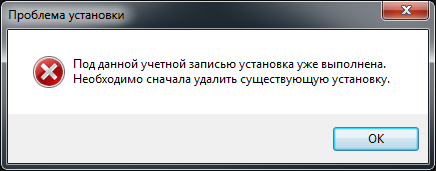 Проблема установки
Под данной учетной записью установка уже выполнена.
Необходимо сначала удалить существующую установку.
OK